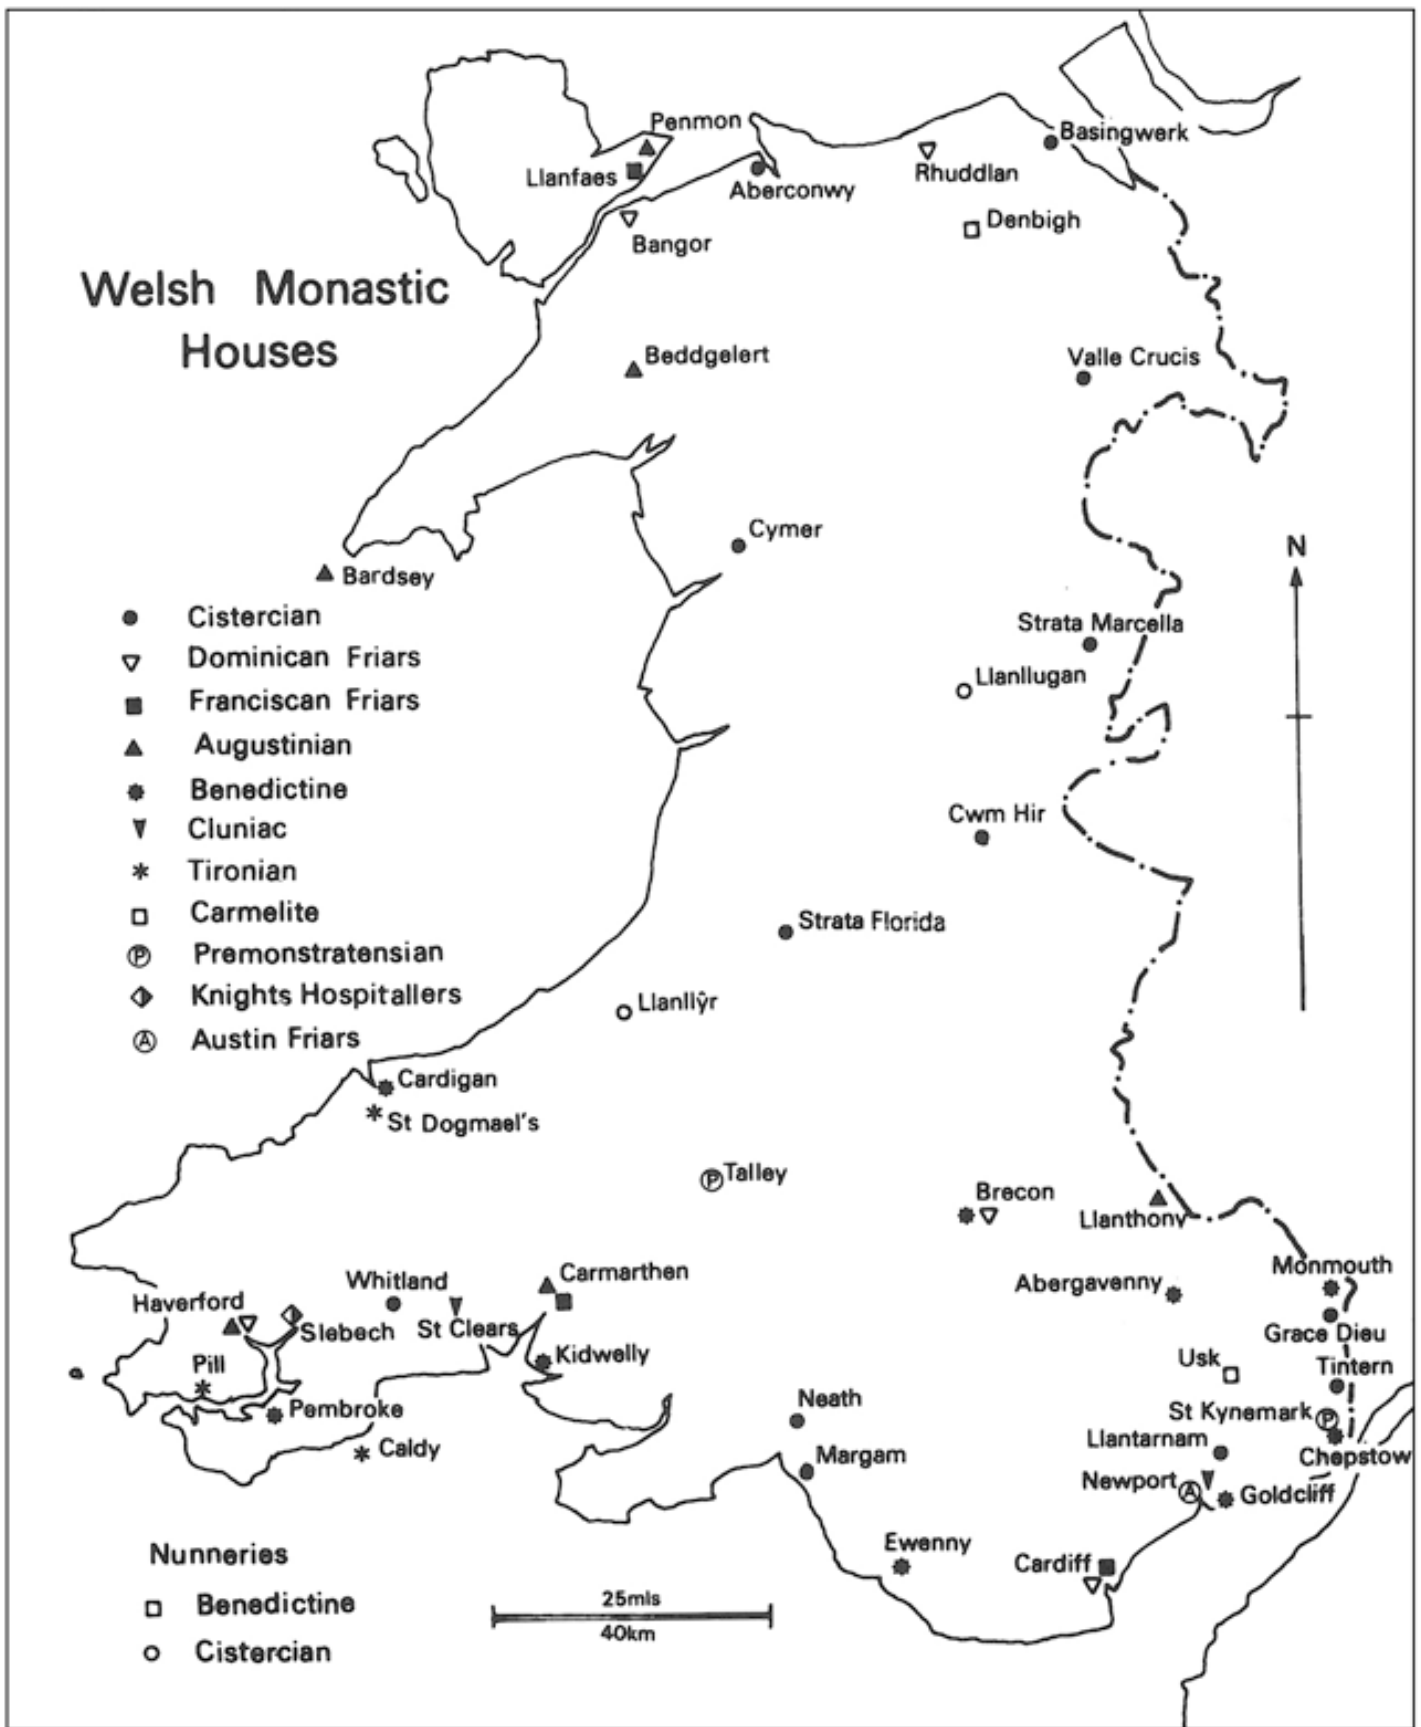 Penmon
Basingwerk
Llanfaes
Aberconwy
Rhuddlan
Bangor
Denbigh
Welsh Monastic
Houses
Beddgelert
Valle Crucis
Cymer
N
Bardsey
Cistercian
Dominican Friars
Franciscan Friars
Augustinian
Benedictine
Cluniac
Tironian
Carmelite
P Premonstratensian
Knights Hospitallers
A Austin Friars
Strata Marcella
Llanllugan
Cwm Hir
Strata Florida
Llanllŷr
Cardigan
St Dogmael's
P Talley
Brecon
Llanthony
Carmarthen
Whitland
Haverford
Slebech
St Clears
Pill
Kidwelly
Pembroke
Caldy
Abergavenny
Monmouth
Grace Dieu
Usk
Tintern
St Kynemark P
Neath
Llantarnam
Chepstow
Margam
Newport A
Goldcliff
Ewenny
Cardiff
Nunneries
Benedictine
Cistercian
25mls
40km